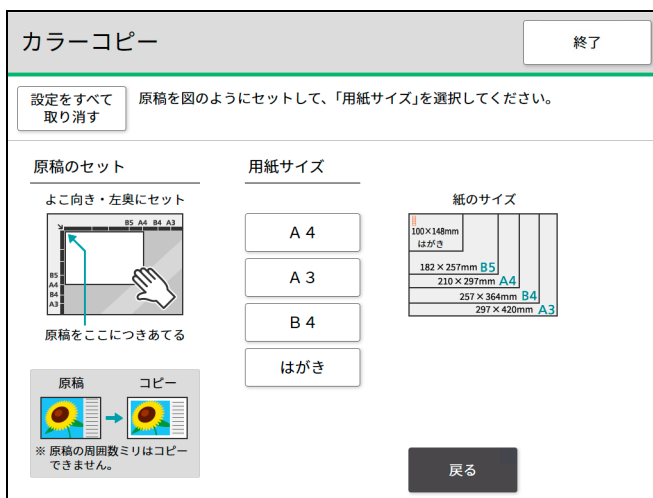 カラーコピー
終了
設定をすべて
取り消す
原稿を図のようにセットして、「用紙サイズ」を選択してください。
原稿のセット
よこ向き・左奥にセット
B5 A4 B4 A3
B5
A4
B4
A3
原稿をここにつきあてる
原稿 コピー
※ 原稿の周囲数ミリはコピー
できません。
用紙サイズ
A4
A3
B4
はがき
紙のサイズ
100×148mm
はがき
182×257mm B5
210×297mm A4
257×364mm B4
297×420mm A3
戻る